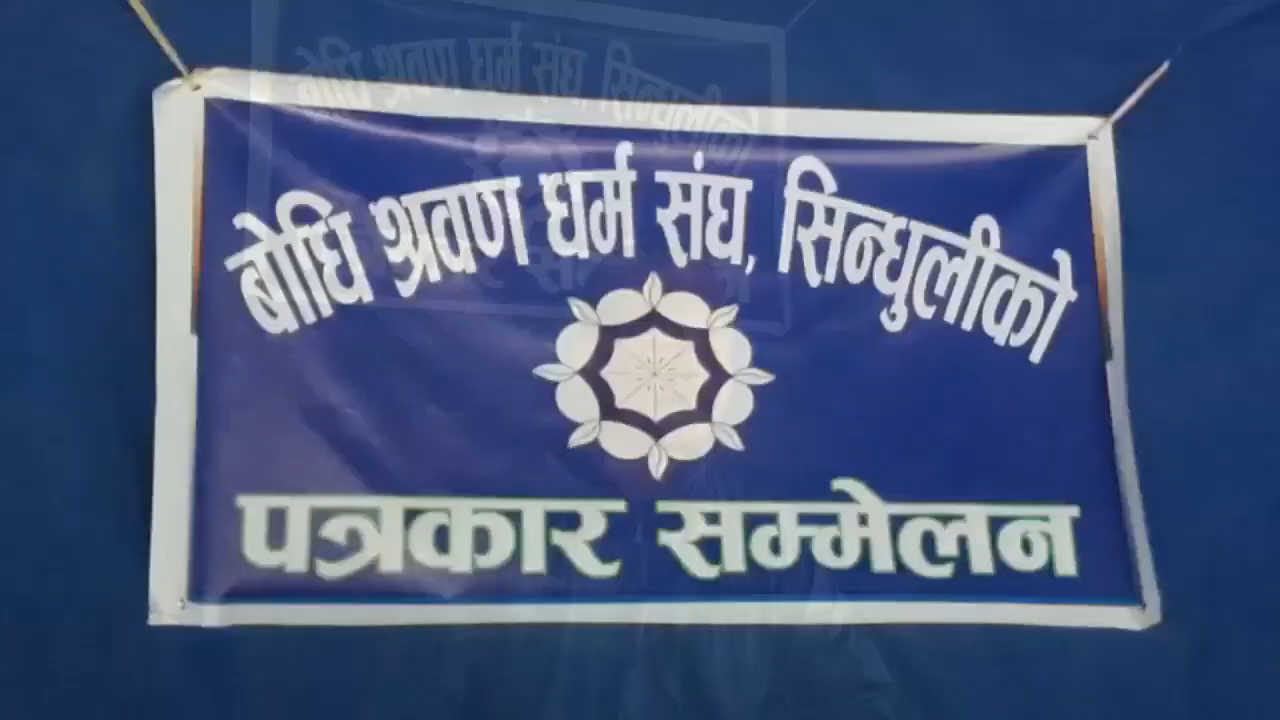 बोधि श्रवण धर्म संघ, सिन्धुलीको
पत्रकार सम्मेलन